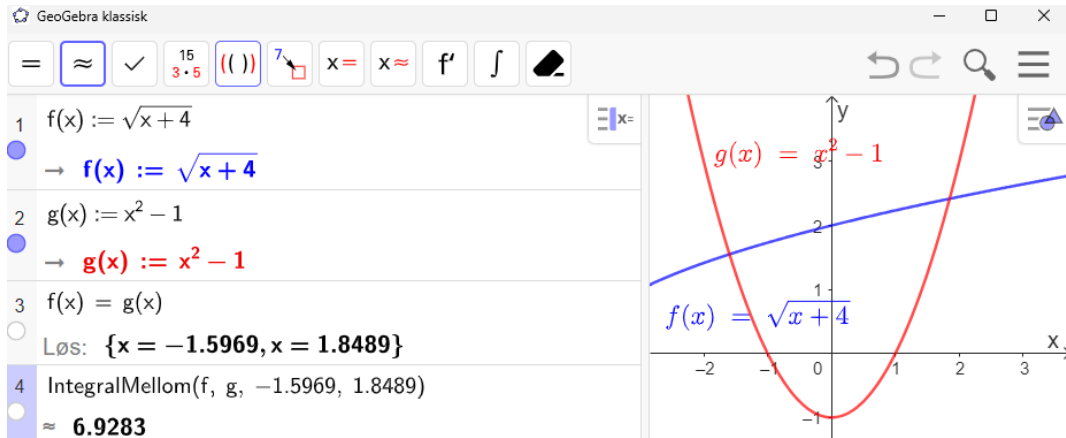 GeoGebra klassisk
= ≈ ✓ 15 3 • 5 (( )) 7 x = x ≈ f′ ∫
1 f(x) := √x + 4
→ f(x) := √x + 4
2 g(x) := x² − 1
→ g(x) := x² − 1
3 f(x) = g(x)
Løs: {x = −1.5969, x = 1.8489}
4 IntegralMellom(f, g, −1.5969, 1.8489)
≈ 6.9283
x=
y
g(x) = x² − 1
3
2
1
f(x) = √x + 4
x
−2 −1 0 1 2 3
−1